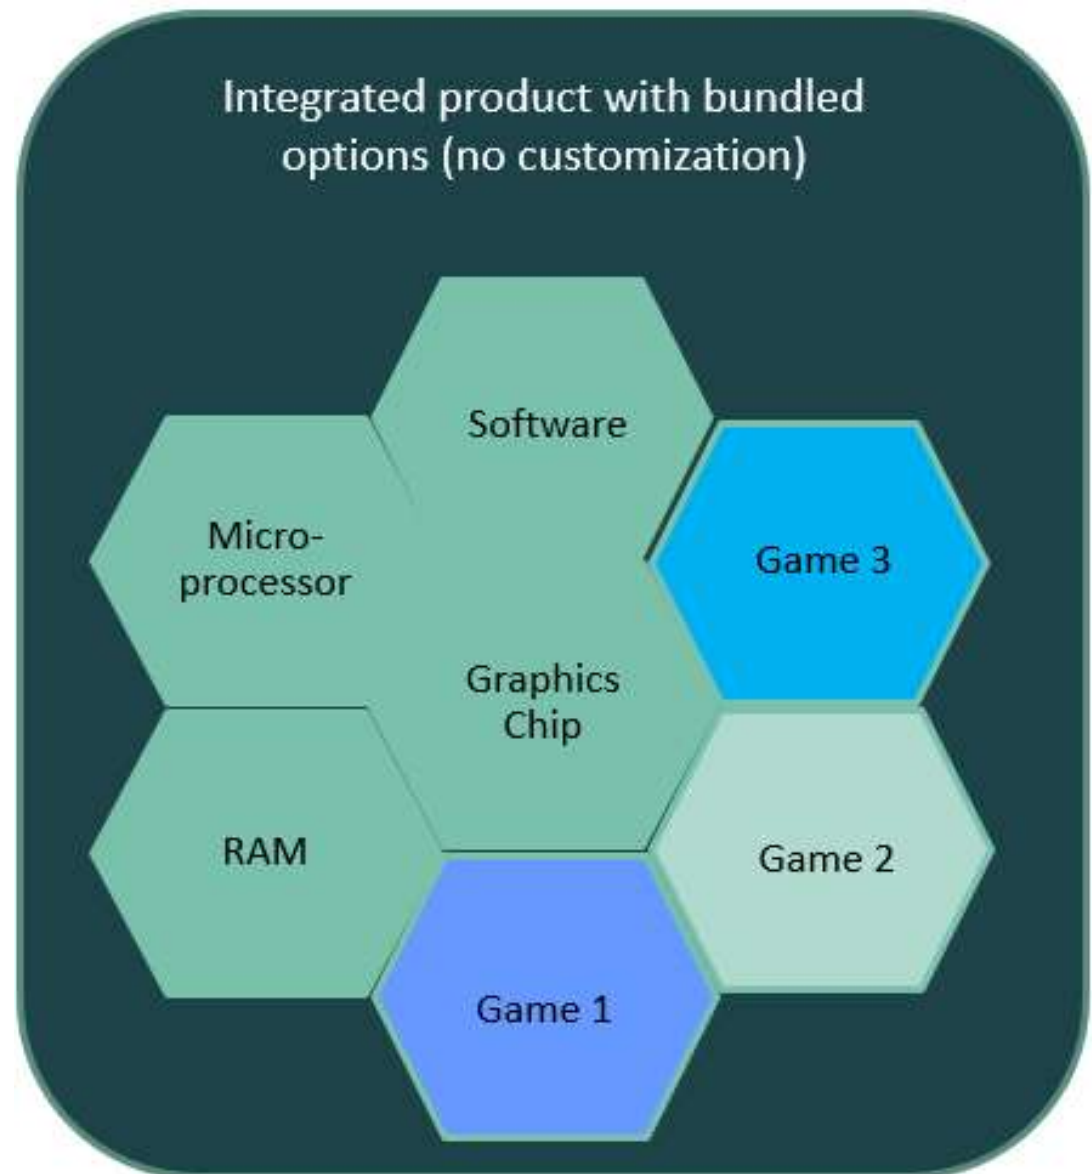 Integrated product with bundled
options (no customization)
Software
Micro-
processor
Game 3
Graphics
Chip
RAM
Game 2
Game 1